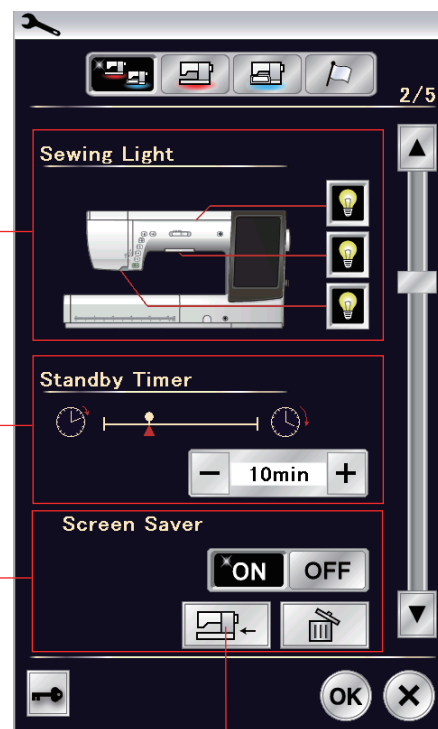 2/5
Sewing Light
Standby Timer
10min
Screen Saver
ON OFF
OK